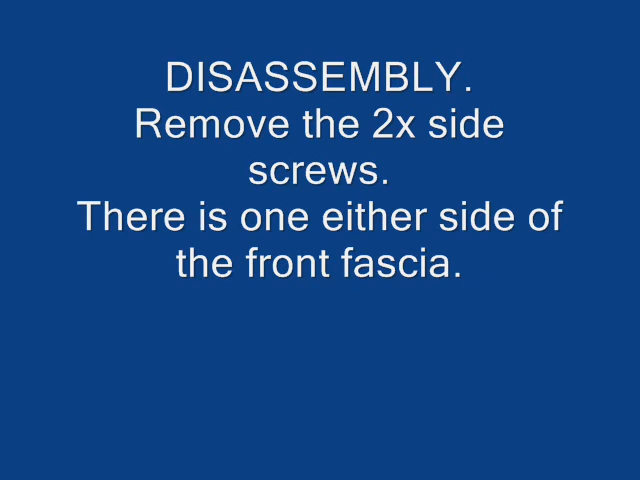 DISASSEMBLY.
Remove the 2x side
screws.
There is one either side of
the front fascia.